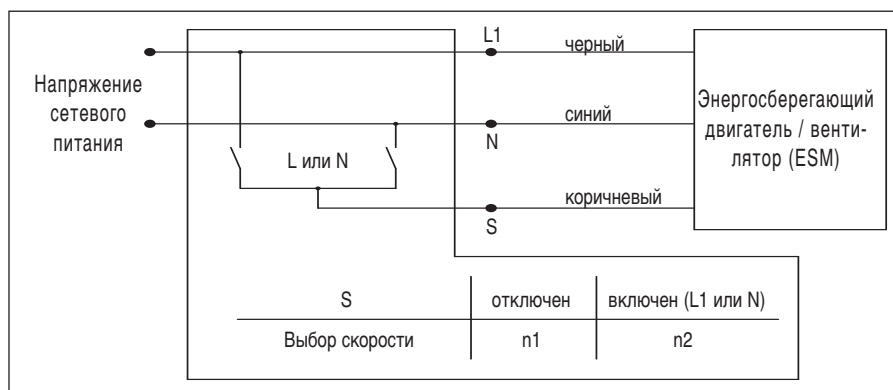 L1
черный
Напряжение
сетевого
питания
синий
N
Энергосберегающий
двигатель / венти-
лятор (ESM)
L или N
коричневый
S
S отключен включен (L1 или N)
Выбор скорости n1 n2